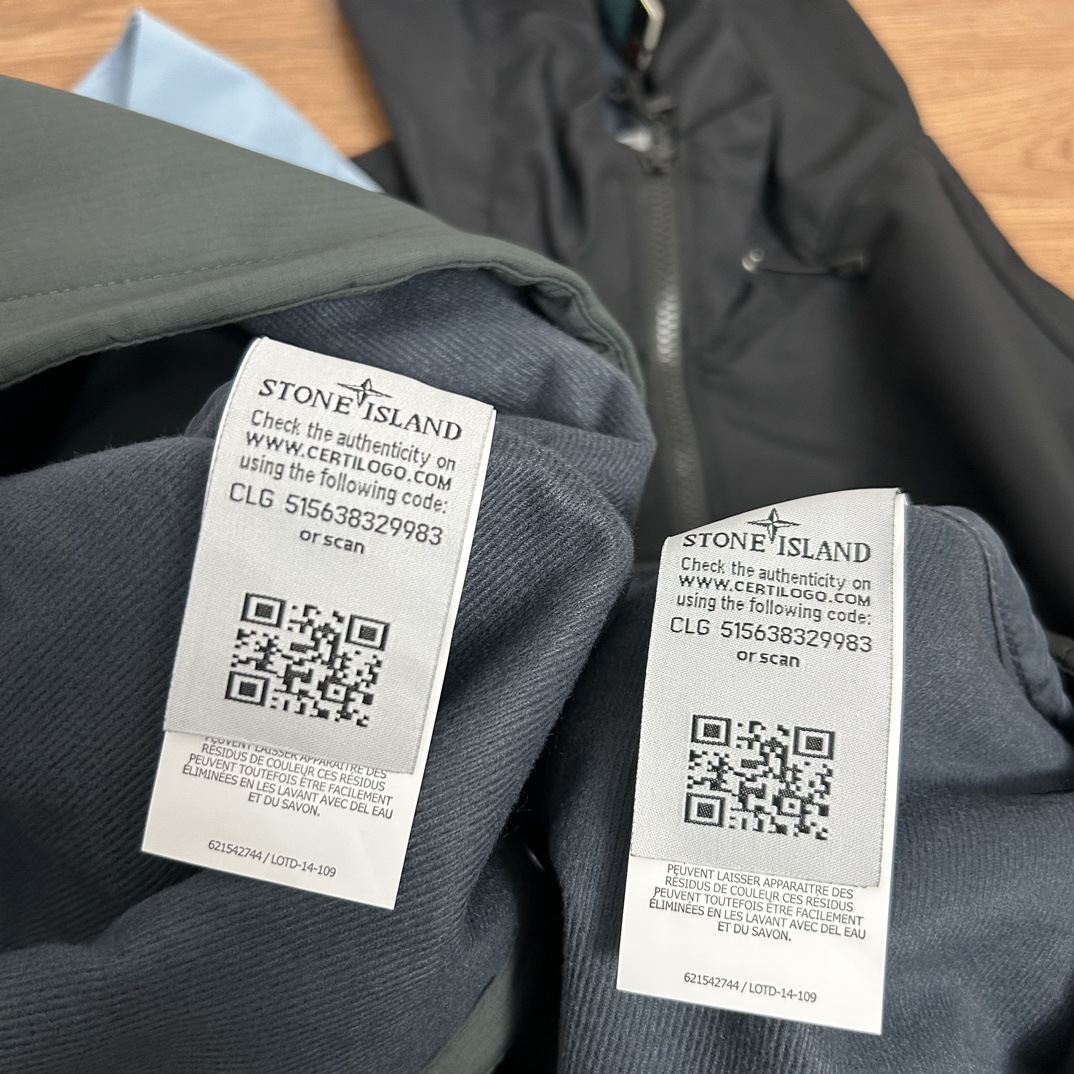 STONE ISLAND
Check the authenticity on
WWW.CERTILOGO.COM
using the following code:
CLG 515638329983
or scan
PEUVENT LAISSER APPARAITRE DES
RÉSIDUS DE COULEUR CES RÉSIDUS
PEUVENT TOUTEFOIS ÊTRE FACILEMENT
ÉLIMINÉES EN LES LAVANT AVEC DEL EAU
ET DU SAVON.
621542744 / LOTD-14-109
STONE ISLAND
Check the authenticity on
WWW.CERTILOGO.COM
using the following code:
CLG 515638329983
or scan
PEUVENT LAISSER APPARAITRE DES
RÉSIDUS DE COULEUR CES RÉSIDUS
PEUVENT TOUTEFOIS ÊTRE FACILEMENT
ÉLIMINÉES EN LES LAVANT AVEC DEL EAU
ET DU SAVON.
621542744 / LOTD-14-109